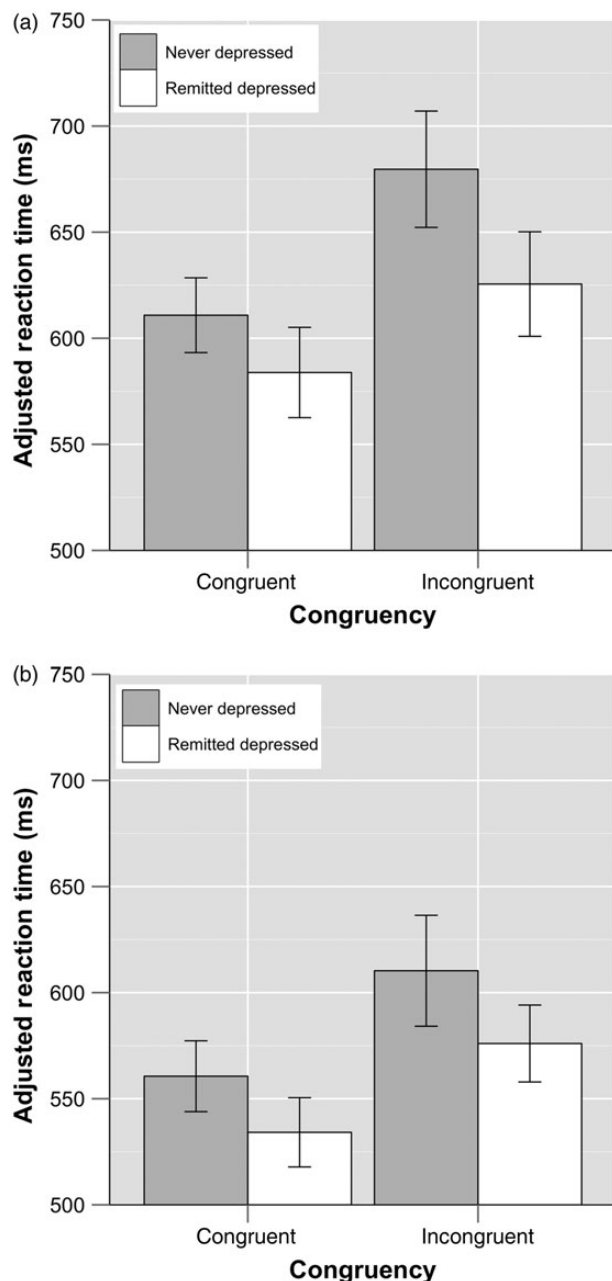 (a)
750
700
650
600
550
500
Adjusted reaction time (ms)
Never depressed
Remitted depressed
Congruent Incongruent
Congruency
(b)
750
700
650
600
550
500
Adjusted reaction time (ms)
Never depressed
Remitted depressed
Congruent Incongruent
Congruency